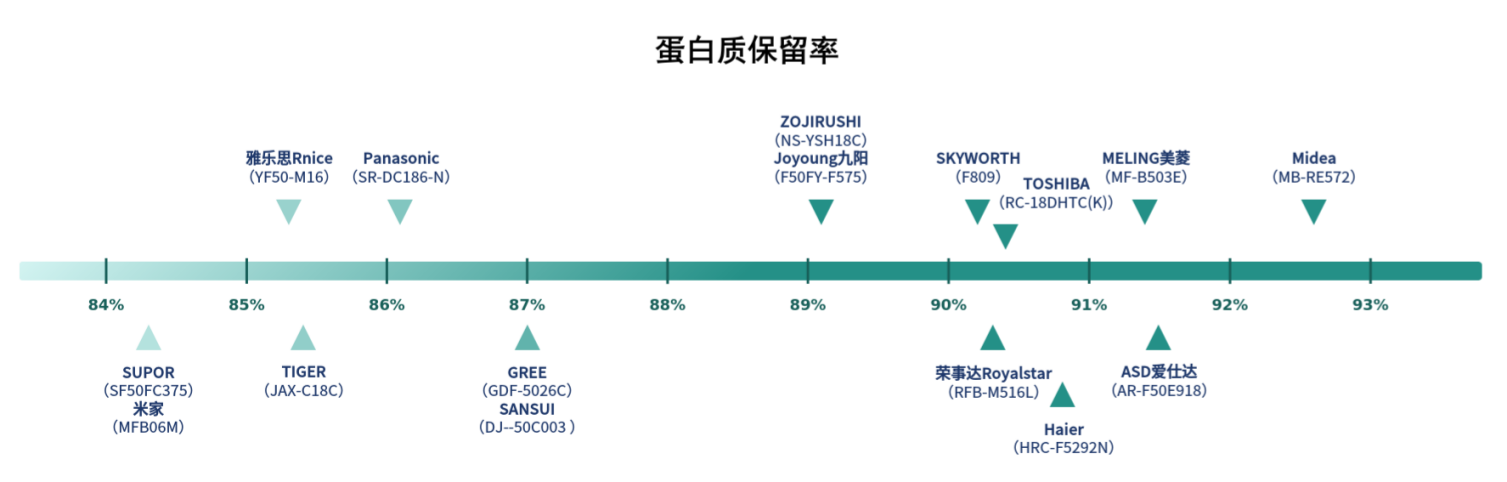 蛋白质保留率
ZOJIRUSHI
（NS-YSH18C）
雅乐思Rnice
（YF50-M16）
Panasonic
（SR-DC186-N）
Joyoung九阳
（F50FY-F575）
SKYWORTH
（F809）
TOSHIBA
（RC-18DHTC(K)）
MELING美菱
（MF-B503E）
Midea
（MB-RE572）
84%
85%
86%
87%
88%
89%
90%
91%
92%
93%
SUPOR
（SF50FC375）
米家
（MFB06M）
TIGER
（JAX-C18C）
GREE
（GDF-5026C）
SANSUI
（DJ--50C003 ）
荣事达Royalstar
（RFB-M516L）
Haier
（HRC-F5292N）
ASD爱仕达
（AR-F50E918）